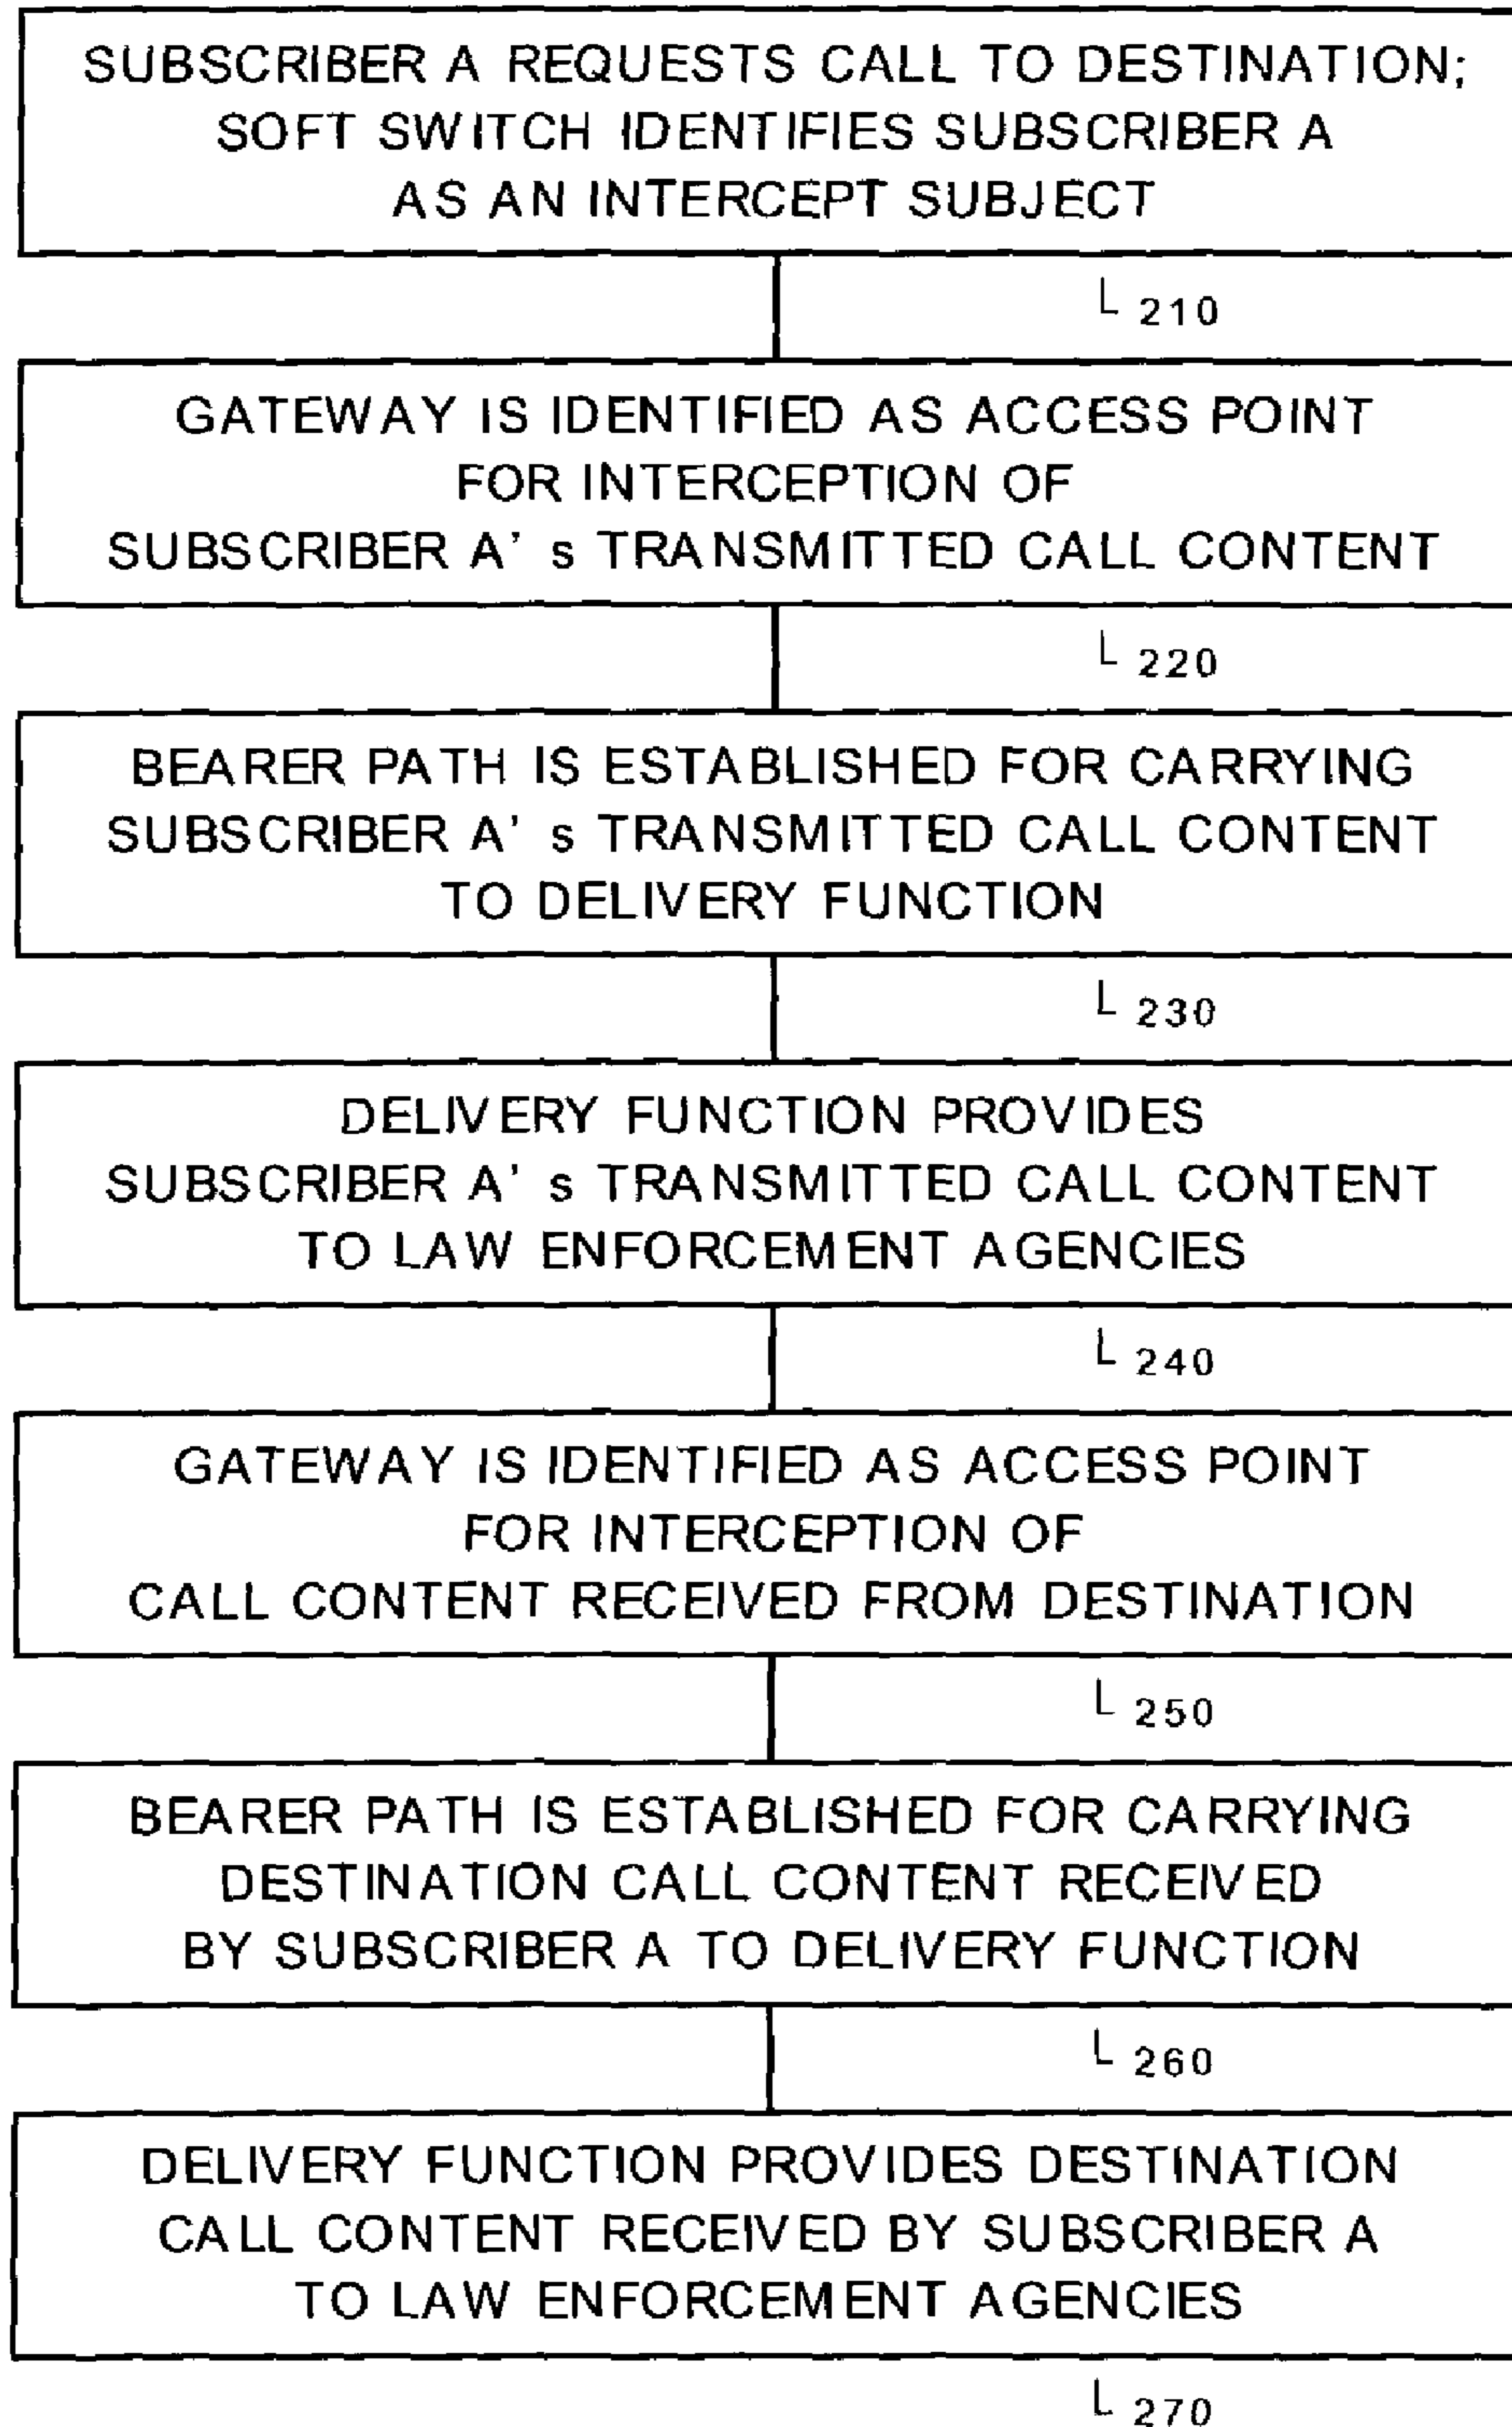 SUBSCRIBER A REQUESTS CALL TO DESTINATION;
SOFT SWITCH IDENTIFIES SUBSCRIBER A
AS AN INTERCEPT SUBJECT
210
GATEWAY IS IDENTIFIED AS ACCESS POINT
FOR INTERCEPTION OF
SUBSCRIBER A' s TRANSMITTED CALL CONTENT
220
BEARER PATH IS ESTABLISHED FOR CARRYING
SUBSCRIBER A' s TRANSMITTED CALL CONTENT
TO DELIVERY FUNCTION
230
DELIVERY FUNCTION PROVIDES
SUBSCRIBER A' s TRANSMITTED CALL CONTENT
TO LAW ENFORCEMENT AGENCIES
240
GATEWAY IS IDENTIFIED AS ACCESS POINT
FOR INTERCEPTION OF
CALL CONTENT RECEIVED FROM DESTINATION
250
BEARER PATH IS ESTABLISHED FOR CARRYING
DESTINATION CALL CONTENT RECEIVED
BY SUBSCRIBER A TO DELIVERY FUNCTION
260
DELIVERY FUNCTION PROVIDES DESTINATION
CALL CONTENT RECEIVED BY SUBSCRIBER A
TO LAW ENFORCEMENT AGENCIES
270